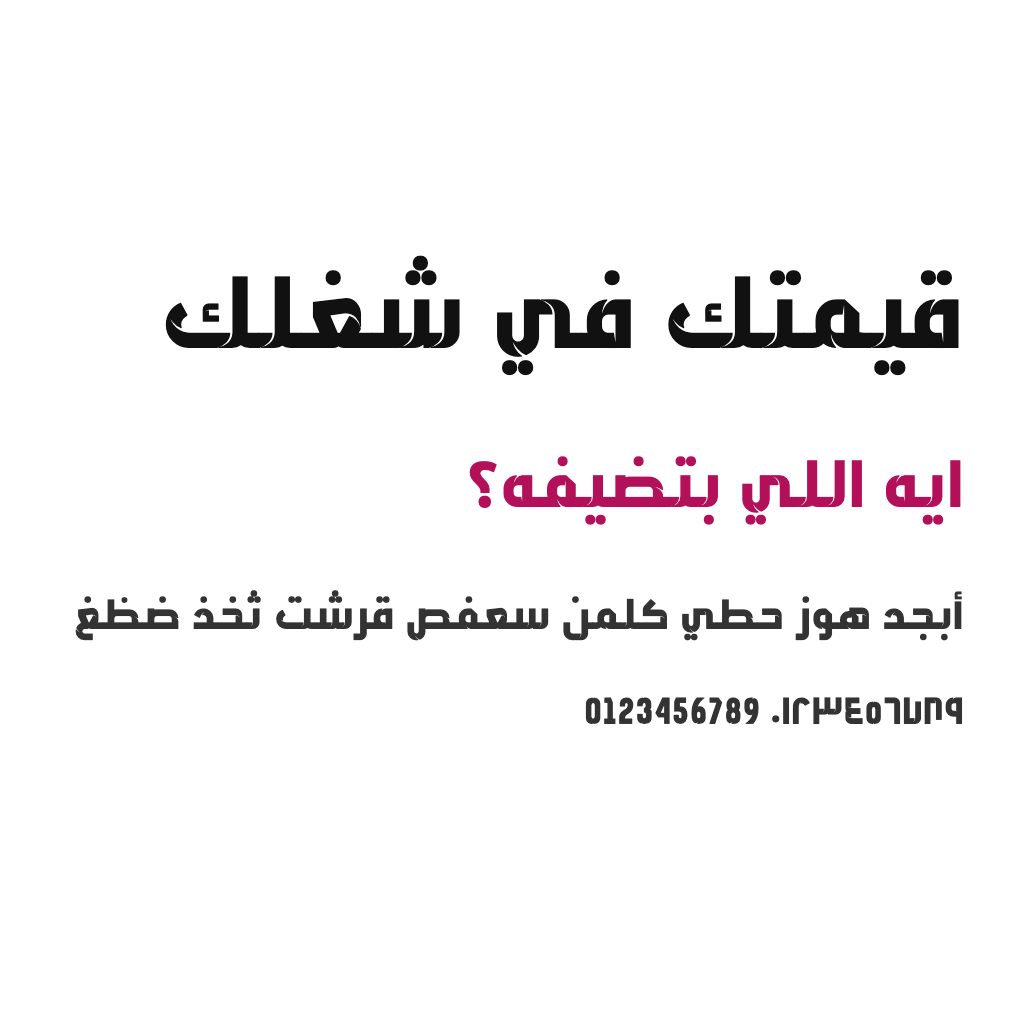 قيمتك في شغلك
ايه اللي بتضيفه؟
أبجد هوز حطي كلمن سعفص قرشت ثخذ ضظغ
0123456789 ٠١٢٣٤٥٦٧٨٩